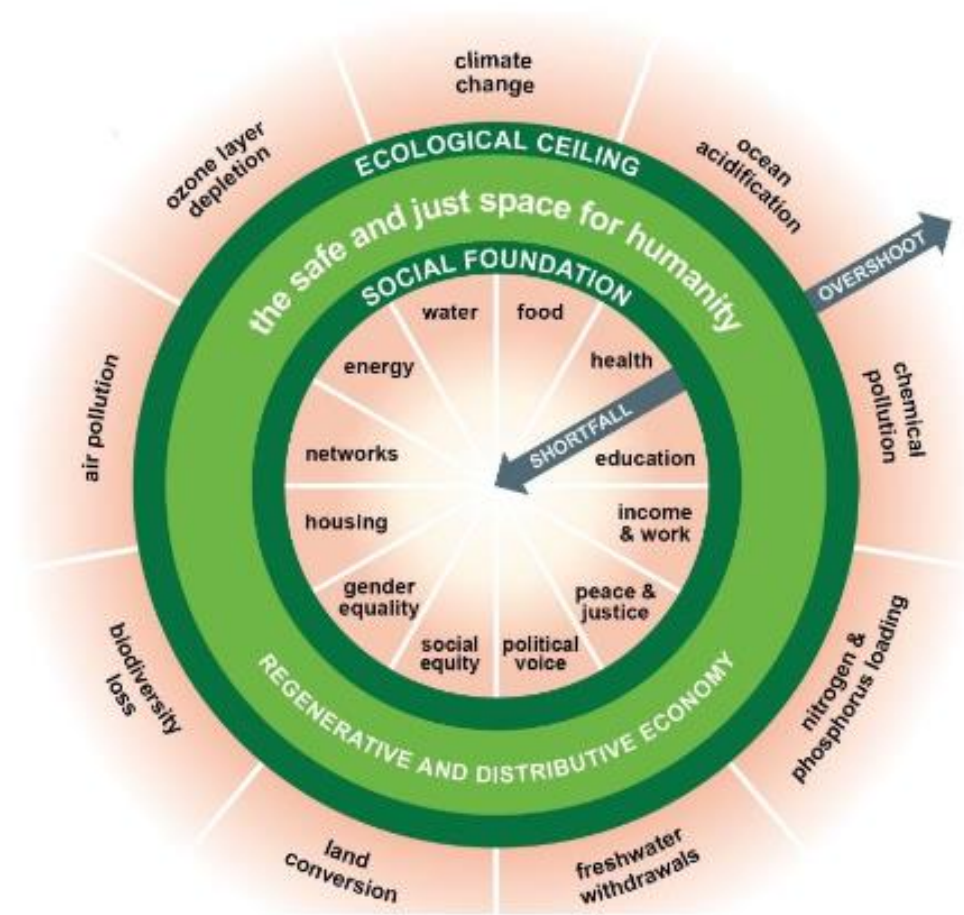 climate
change
ozone layer
depletion
ocean
acidification
ECOLOGICAL CEILING
the safe and just space for humanity
SOCIAL FOUNDATION
OVERSHOOT
water
food
energy
health
SHORTFALL
air pollution
chemical
pollution
networks
education
housing
income
& work
gender
equality
peace &
justice
social
equity
political
voice
biodiversity
loss
nitrogen &
phosphorus loading
REGENERATIVE AND DISTRIBUTIVE ECONOMY
land
conversion
freshwater
withdrawals